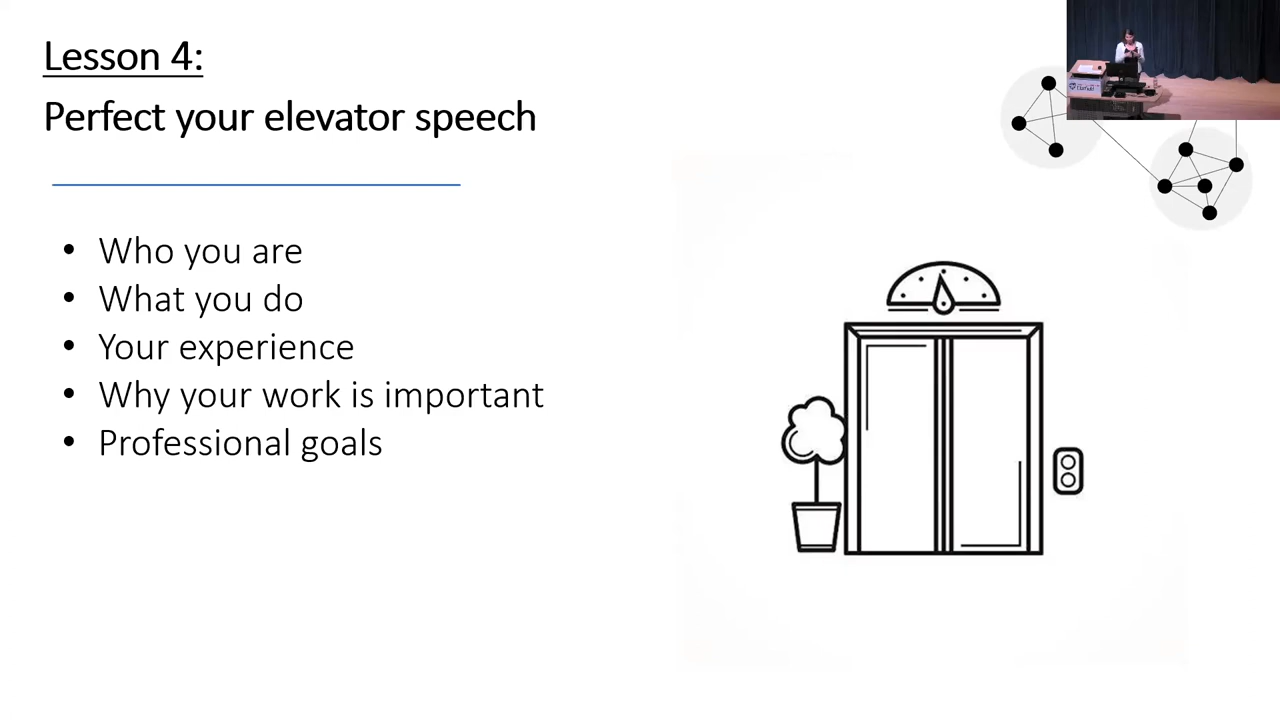 Lesson 4:
Perfect your elevator speech
• Who you are
• What you do
• Your experience
• Why your work is important
• Professional goals